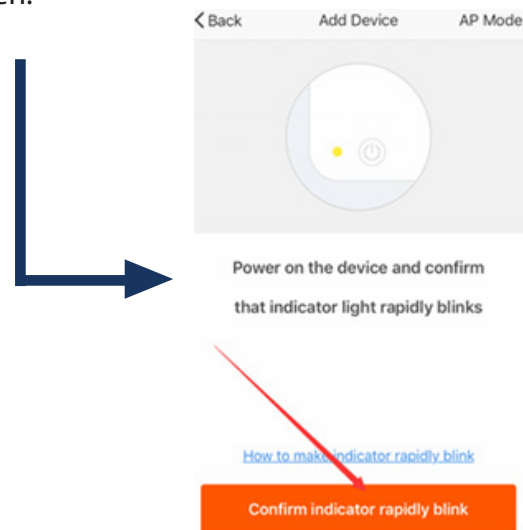 Back Add Device AP Mode
Power on the device and confirm
that indicator light rapidly blinks
How to make indicator rapidly blink
Confirm indicator rapidly blink